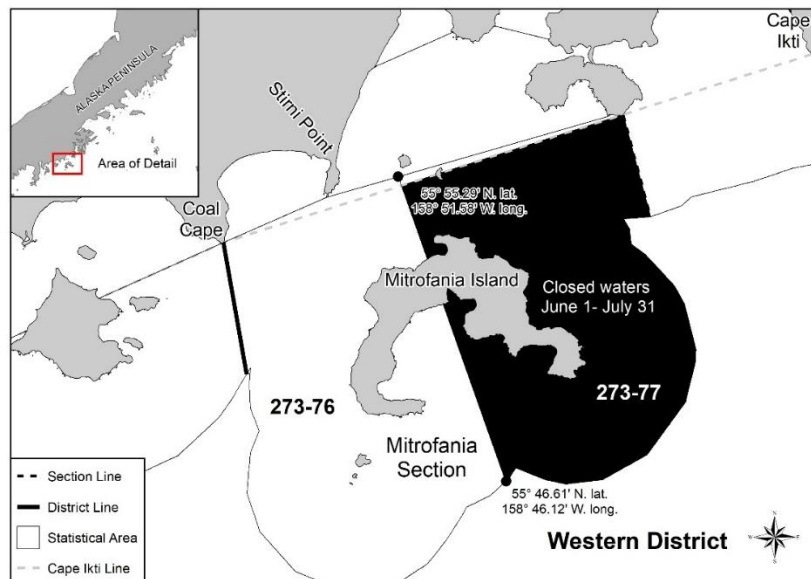 ALASKA PENINSULA
Area of Detail
Cape
Ikti
Stirni Point
55° 55.29' N. lat.
158° 51.58' W. long.
Coal
Cape
Mitrofania Island
Closed waters
June 1- July 31
273-76
273-77
Mitrofania
Section
55° 46.61' N. lat.
158° 46.12' W. long.
Western District
Section Line
District Line
Statistical Area
Cape Ikti Line